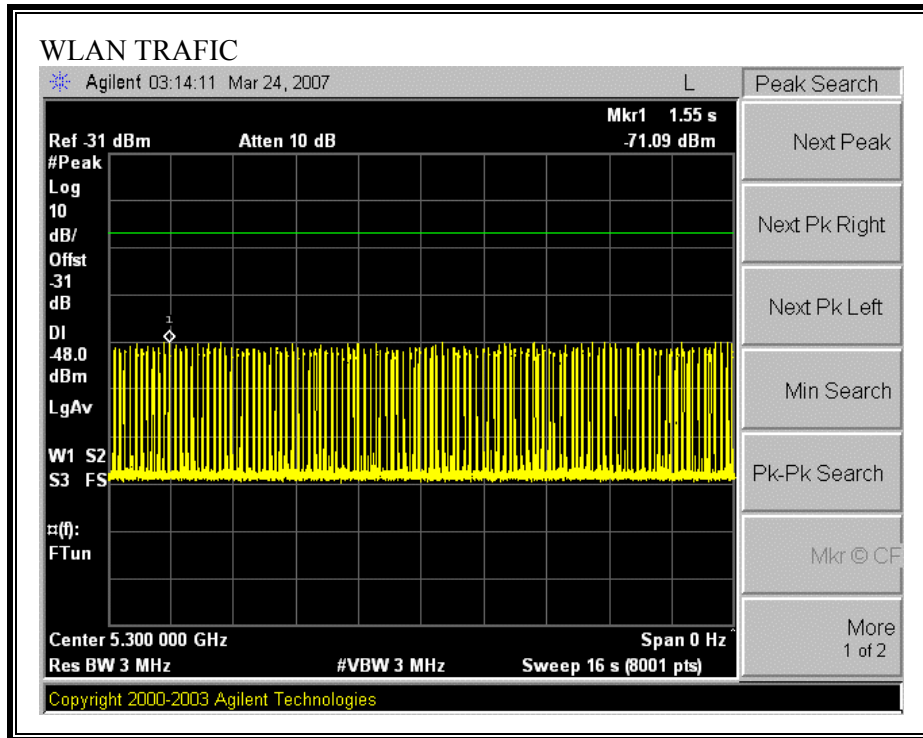 WLAN TRAFIC
Agilent 03:14:11 Mar 24, 2007 L
Peak Search
Mkr1 1.55 s
Ref -31 dBm Atten 10 dB -71.09 dBm
#Peak
Log
10
dB/
Offst
-31
dB
DI
-48.0
dBm
LgAv
W1 S2
S3 FS
¤(f):
FTun
1
Center 5.300 000 GHz Span 0 Hz^
Res BW 3 MHz #VBW 3 MHz Sweep 16 s (8001 pts)
Copyright 2000-2003 Agilent Technologies
Next Peak
Next Pk Right
Next Pk Left
Min Search
Pk-Pk Search
Mkr © CF
More
1 of 2